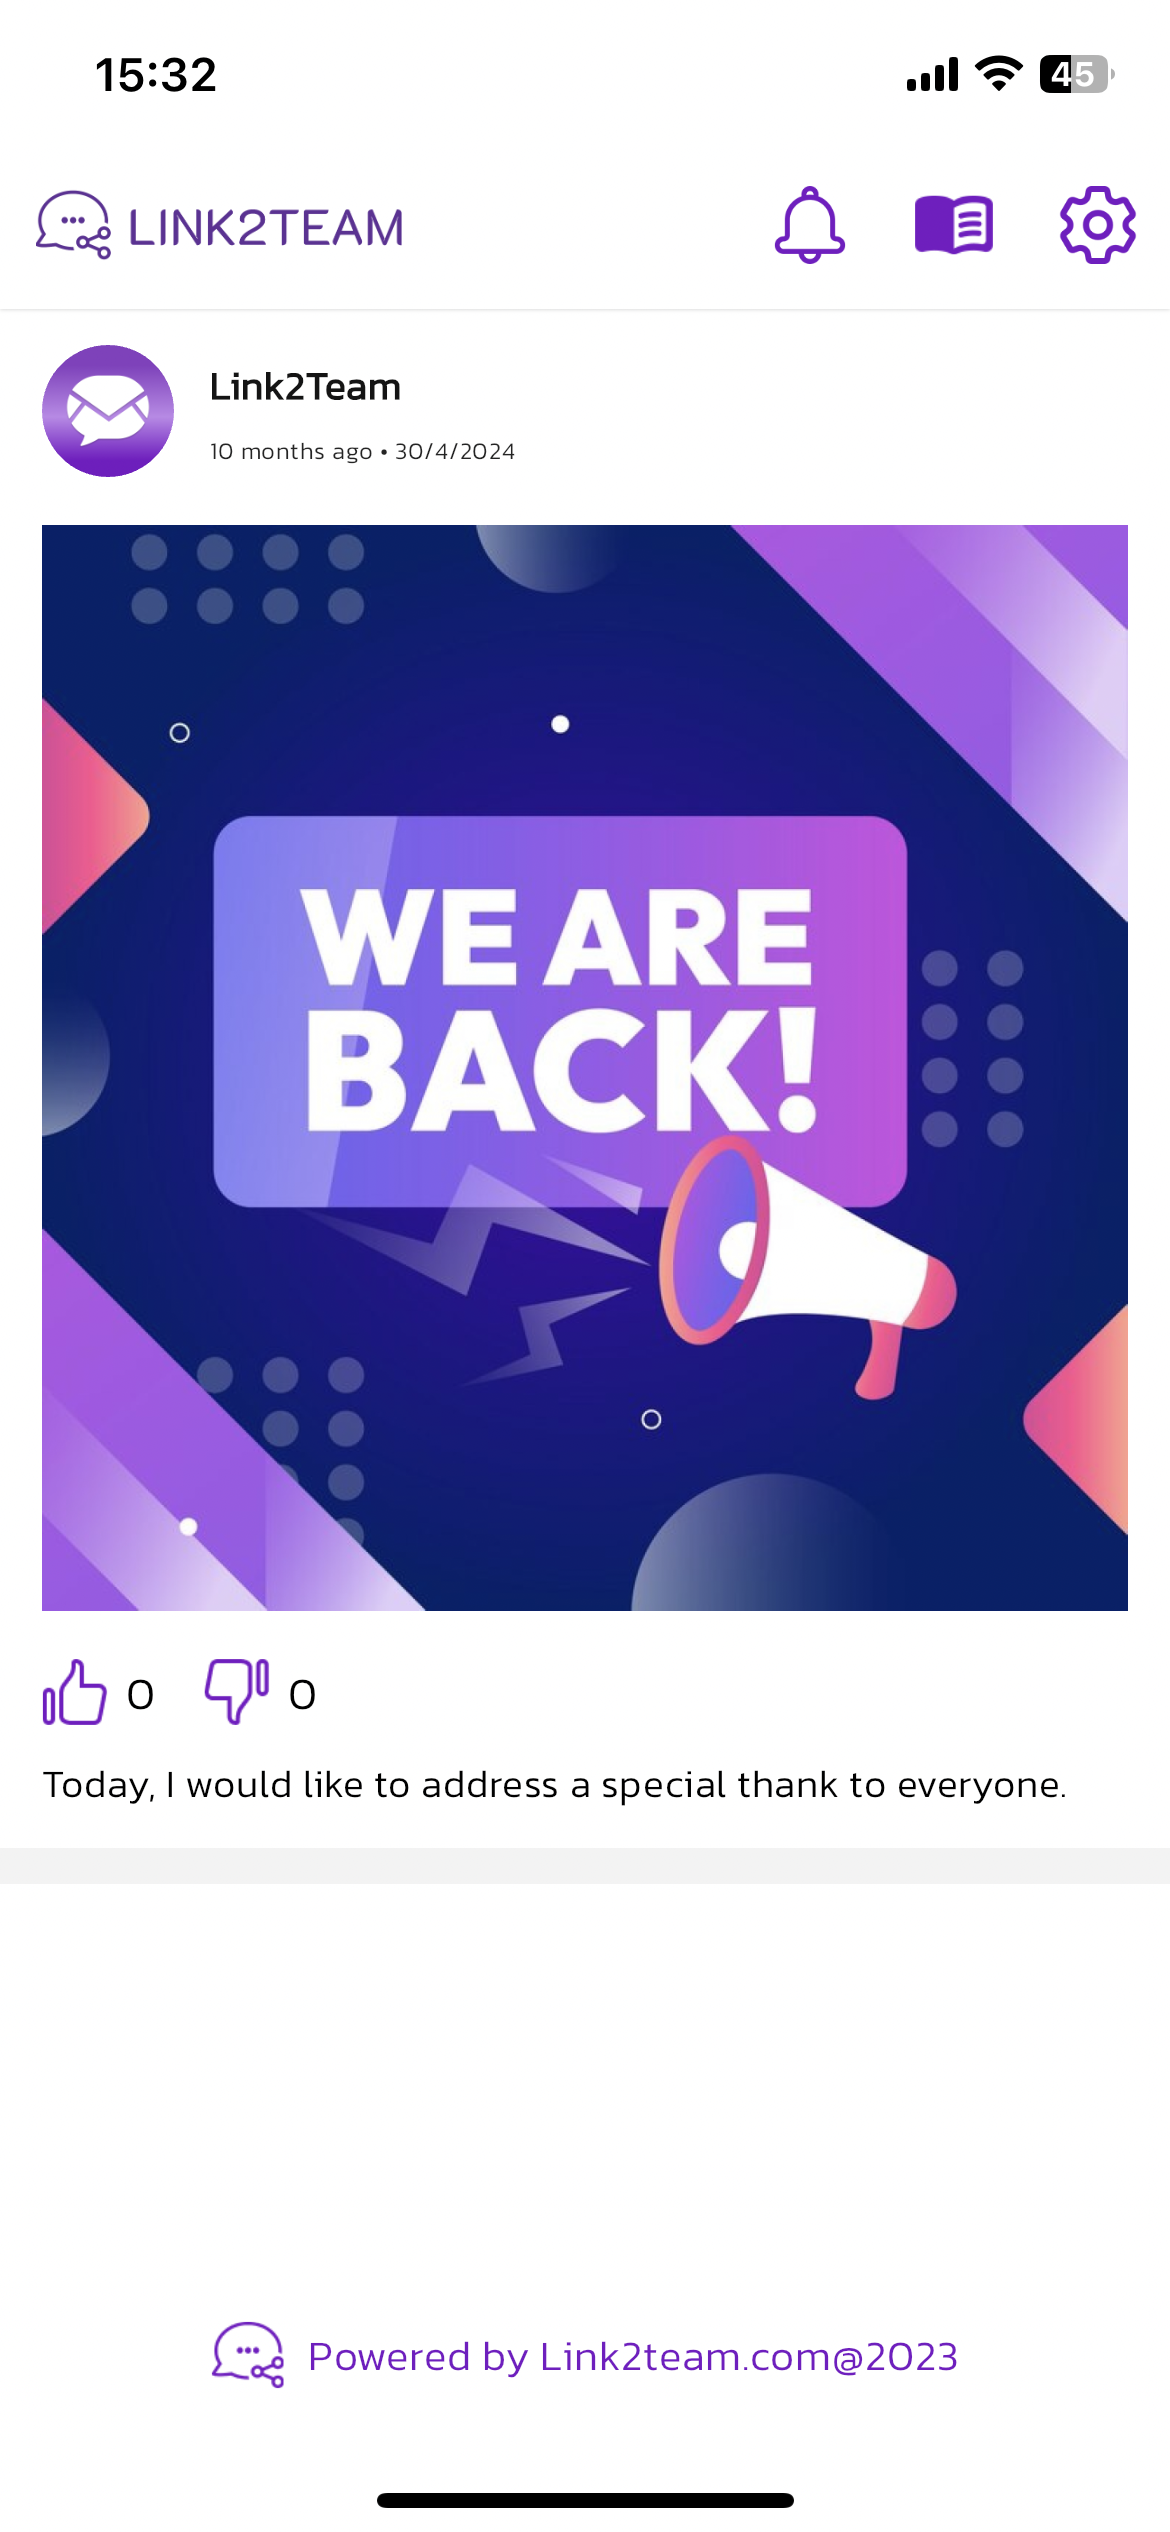 15:32
45
LINK2TEAM
Link2Team
10 months ago • 30/4/2024
WE ARE
BACK!
0 0
Today, I would like to address a special thank to everyone.
Powered by Link2team.com@2023